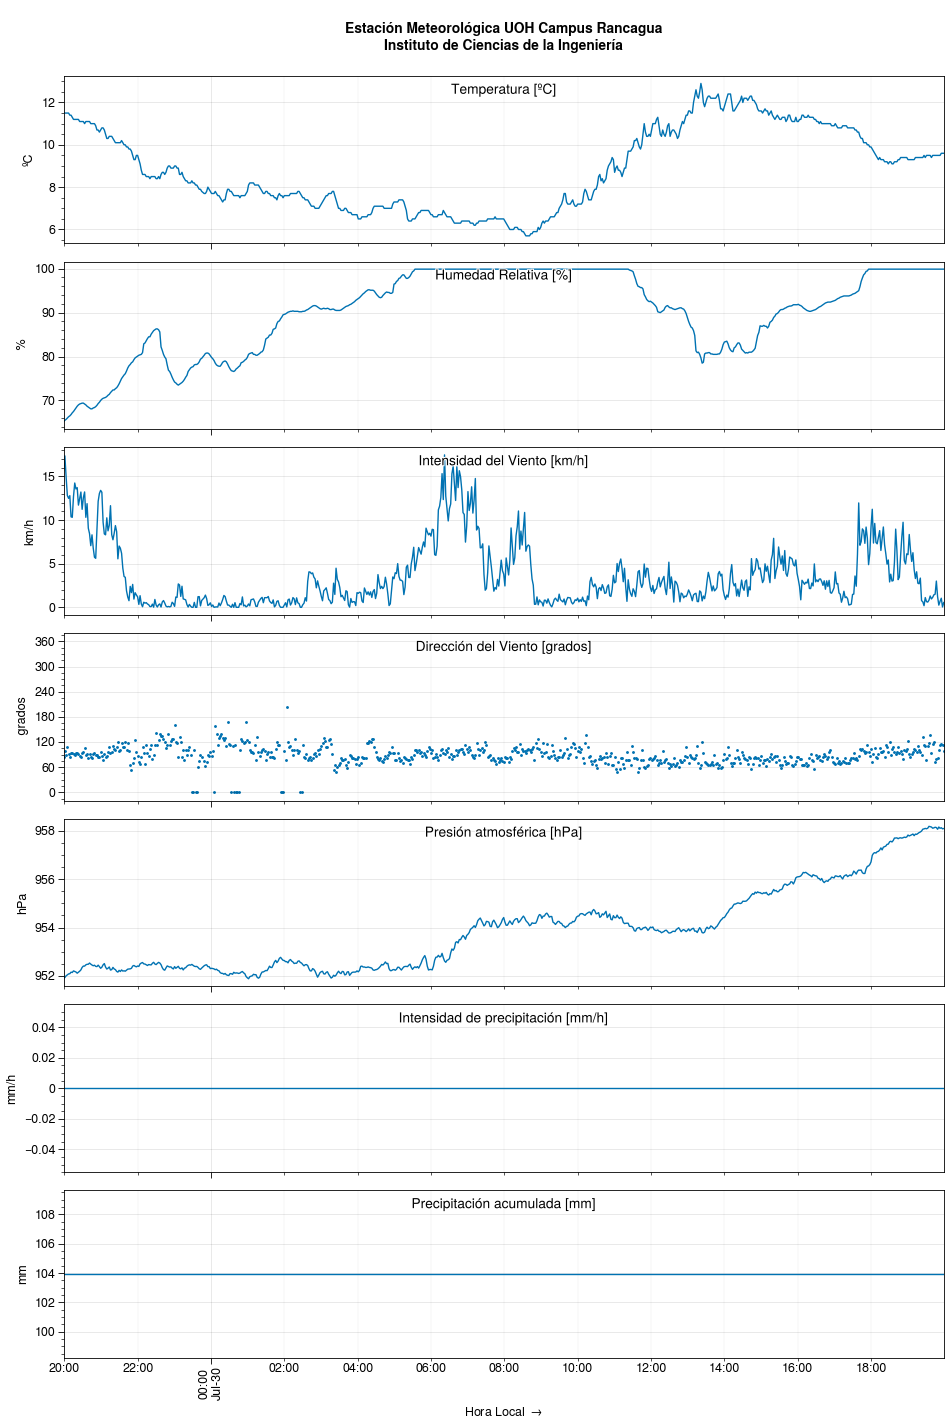 Estación Meteorológica UOH Campus Rancagua
Instituto de Ciencias de la Ingeniería
Temperatura [ºC]
12
10
8
6
ºC
Humedad Relativa [%]
100
90
80
70
%
Intensidad del Viento [km/h]
15
10
5
0
km/h
Dirección del Viento [grados]
360
300
240
180
120
60
0
grados
Presión atmosférica [hPa]
958
956
954
952
hPa
Intensidad de precipitación [mm/h]
0.04
0.02
0
−0.02
−0.04
mm/h
Precipitación acumulada [mm]
108
106
104
102
100
mm
20:00 22:00 00:00 02:00 04:00 06:00 08:00 10:00 12:00 14:00 16:00 18:00
Jul-30
Hora Local →